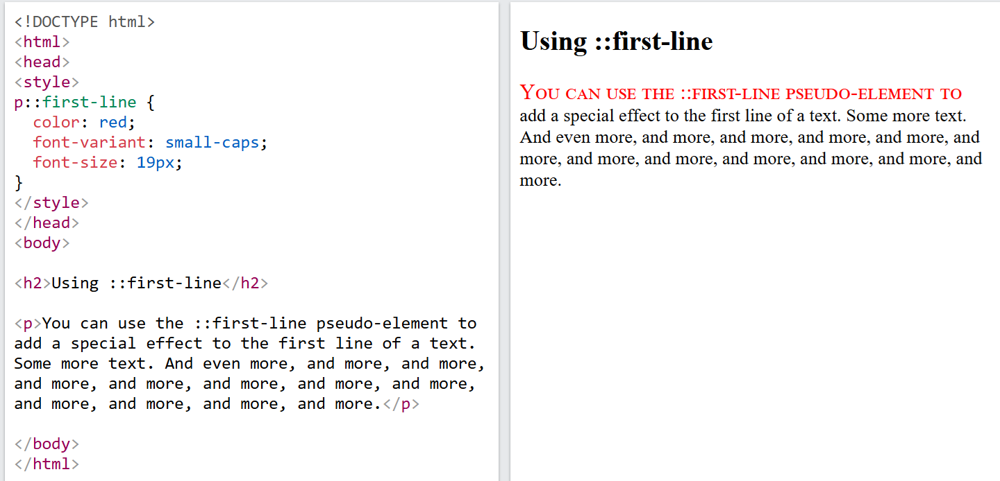 <!DOCTYPE html>
<html>
<head>
<style>
p::first-line {
  color: red;
  font-variant: small-caps;
  font-size: 19px;
}
</style>
</head>
<body>

<h2>Using ::first-line</h2>

<p>You can use the ::first-line pseudo-element to
add a special effect to the first line of a text.
Some more text. And even more, and more, and more,
and more, and more, and more, and more, and more,
and more, and more, and more, and more.</p>

</body>
</html>
Using ::first-line
You can use the ::first-line pseudo-element to
add a special effect to the first line of a text. Some more text.
And even more, and more, and more, and more, and more, and
more, and more, and more, and more, and more, and more, and
more.